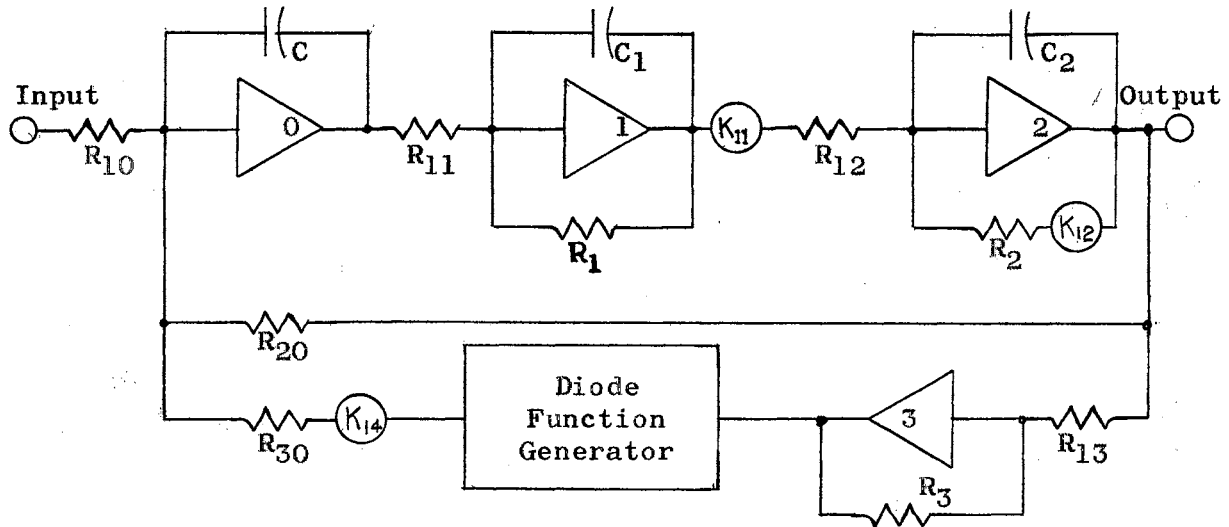 Input
R10
C
0
R11
C1
1
R1
K11
R12
C2
2
R2
K12
Output
R20
R30
K14
Diode
Function
Generator
3
R3
R13